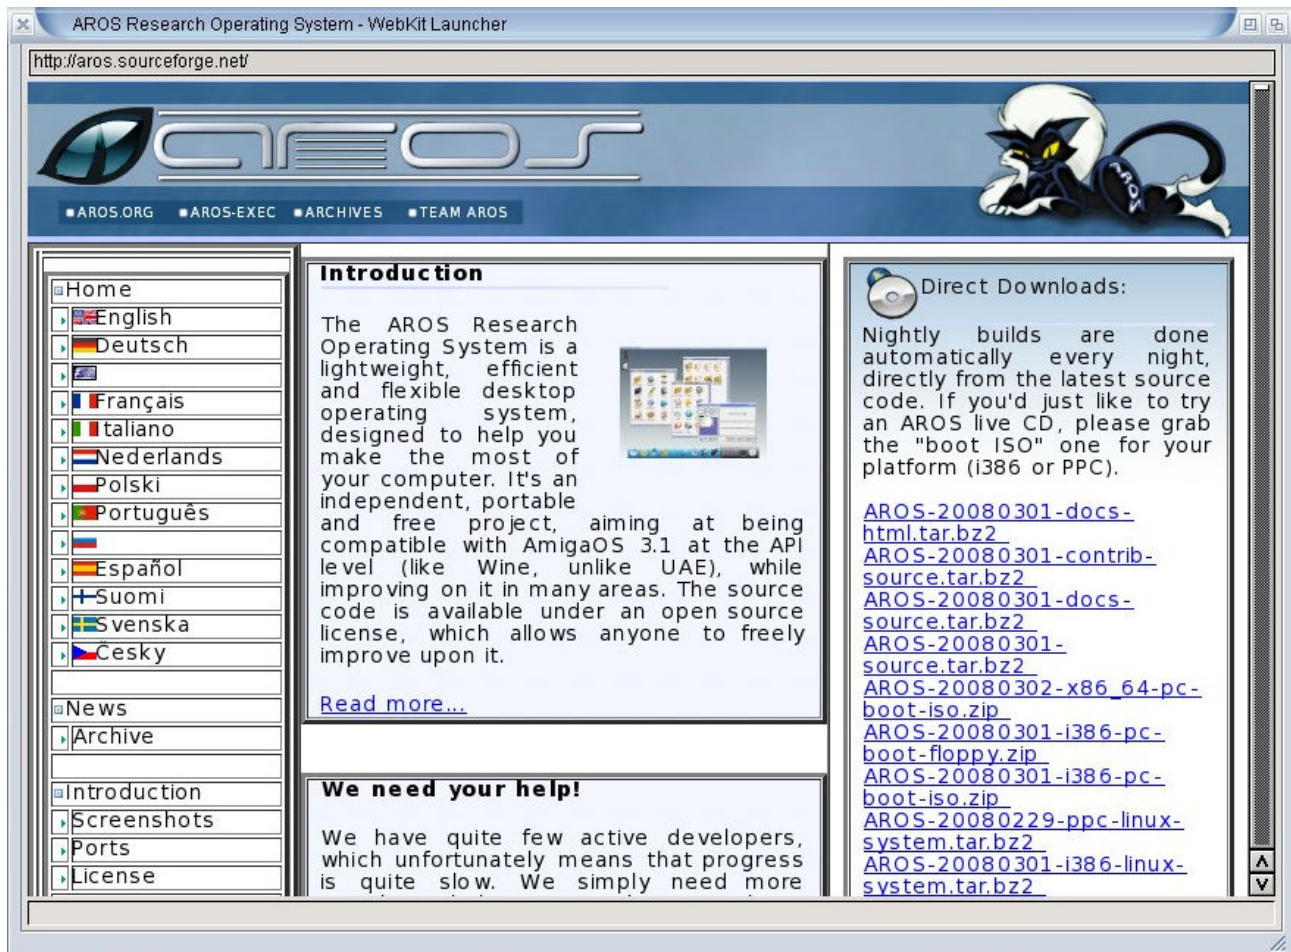 AROS Research Operating System - WebKit Launcher
http://aros.sourceforge.net/
AROS
AROS
AROS.ORG
AROS-EXEC
ARCHIVES
TEAM AROS
Home
English
Deutsch
Français
Italiano
Nederlands
Polski
Português
Español
Suomi
Svenska
Česky
News
Archive
Introduction
Screenshots
Ports
License
Introduction
The AROS Research
Operating System is a
lightweight, efficient
and flexible desktop
operating system,
designed to help you
make the most of
your computer. It's an
independent, portable
and free project, aiming at being
compatible with AmigaOS 3.1 at the API
level (like Wine, unlike UAE), while
improving on it in many areas. The source
code is available under an open source
license, which allows anyone to freely
improve upon it.
Read more...
We need your help!
We have quite few active developers,
which unfortunately means that progress
is quite slow. We simply need more
Direct Downloads:
Nightly builds are done
automatically every night,
directly from the latest source
code. If you'd just like to try
an AROS live CD, please grab
the "boot ISO" one for your
platform (i386 or PPC).
AROS-20080301-docs-
html.tar.bz2
AROS-20080301-contrib-
source.tar.bz2
AROS-20080301-docs-
source.tar.bz2
AROS-20080301-
source.tar.bz2
AROS-20080302-x86_64-pc-
boot-iso.zip
AROS-20080301-i386-pc-
boot-floppy.zip
AROS-20080301-i386-pc-
boot-iso.zip
AROS-20080229-ppc-linux-
system.tar.bz2
AROS-20080301-i386-linux-
system.tar.bz2